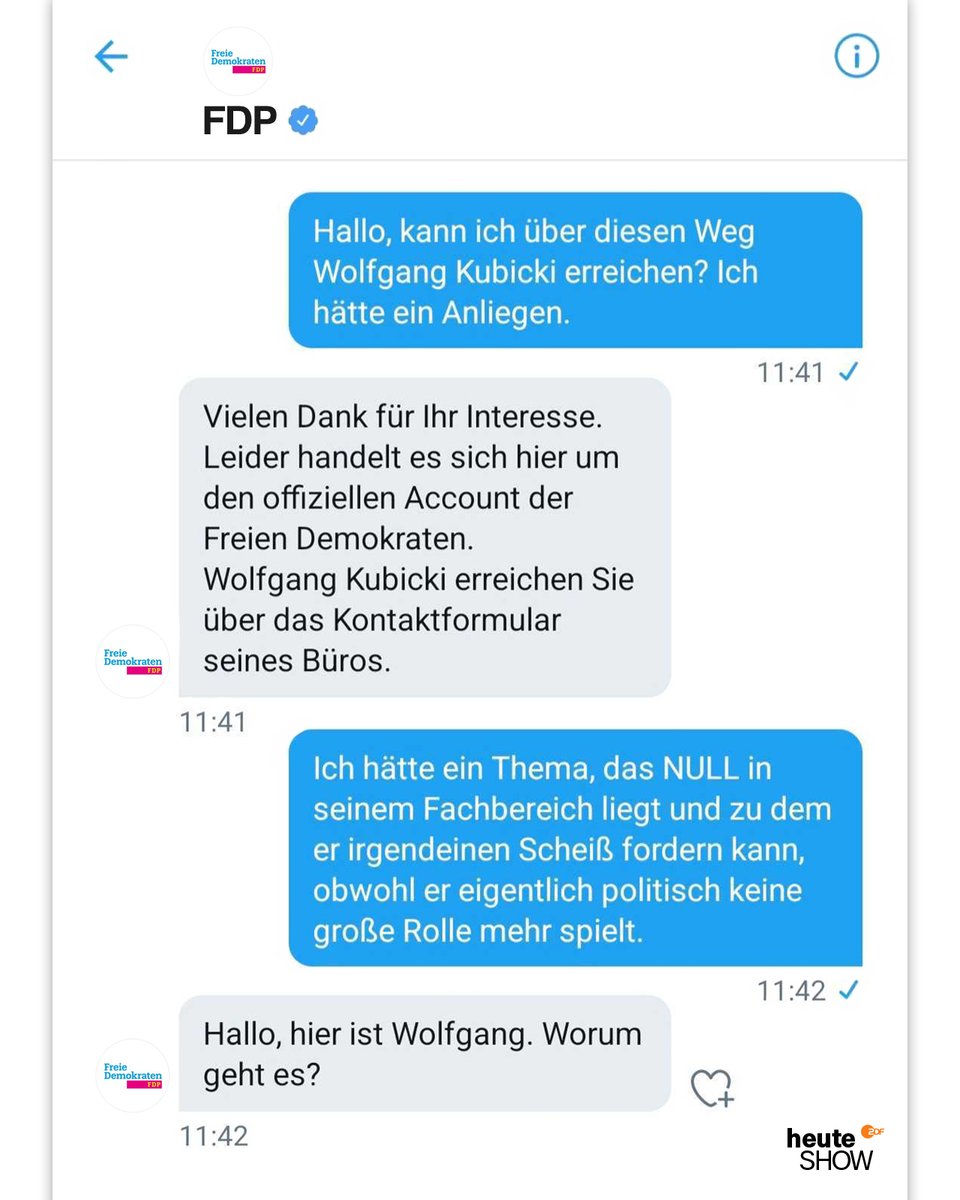 Freie
Demokraten
FDP
FDP
Hallo, kann ich über diesen Weg
Wolfgang Kubicki erreichen? Ich
hätte ein Anliegen.
11:41
Vielen Dank für Ihr Interesse.
Leider handelt es sich hier um
den offiziellen Account der
Freien Demokraten.
Wolfgang Kubicki erreichen Sie
über das Kontaktformular
seines Büros.
Freie
Demokraten
FDP
11:41
Ich hätte ein Thema, das NULL in
seinem Fachbereich liegt und zu dem
er irgendeinen Scheiß fordern kann,
obwohl er eigentlich politisch keine
große Rolle mehr spielt.
11:42
Hallo, hier ist Wolfgang. Worum
geht es?
Freie
Demokraten
FDP
11:42
heute ZDF
SHOW